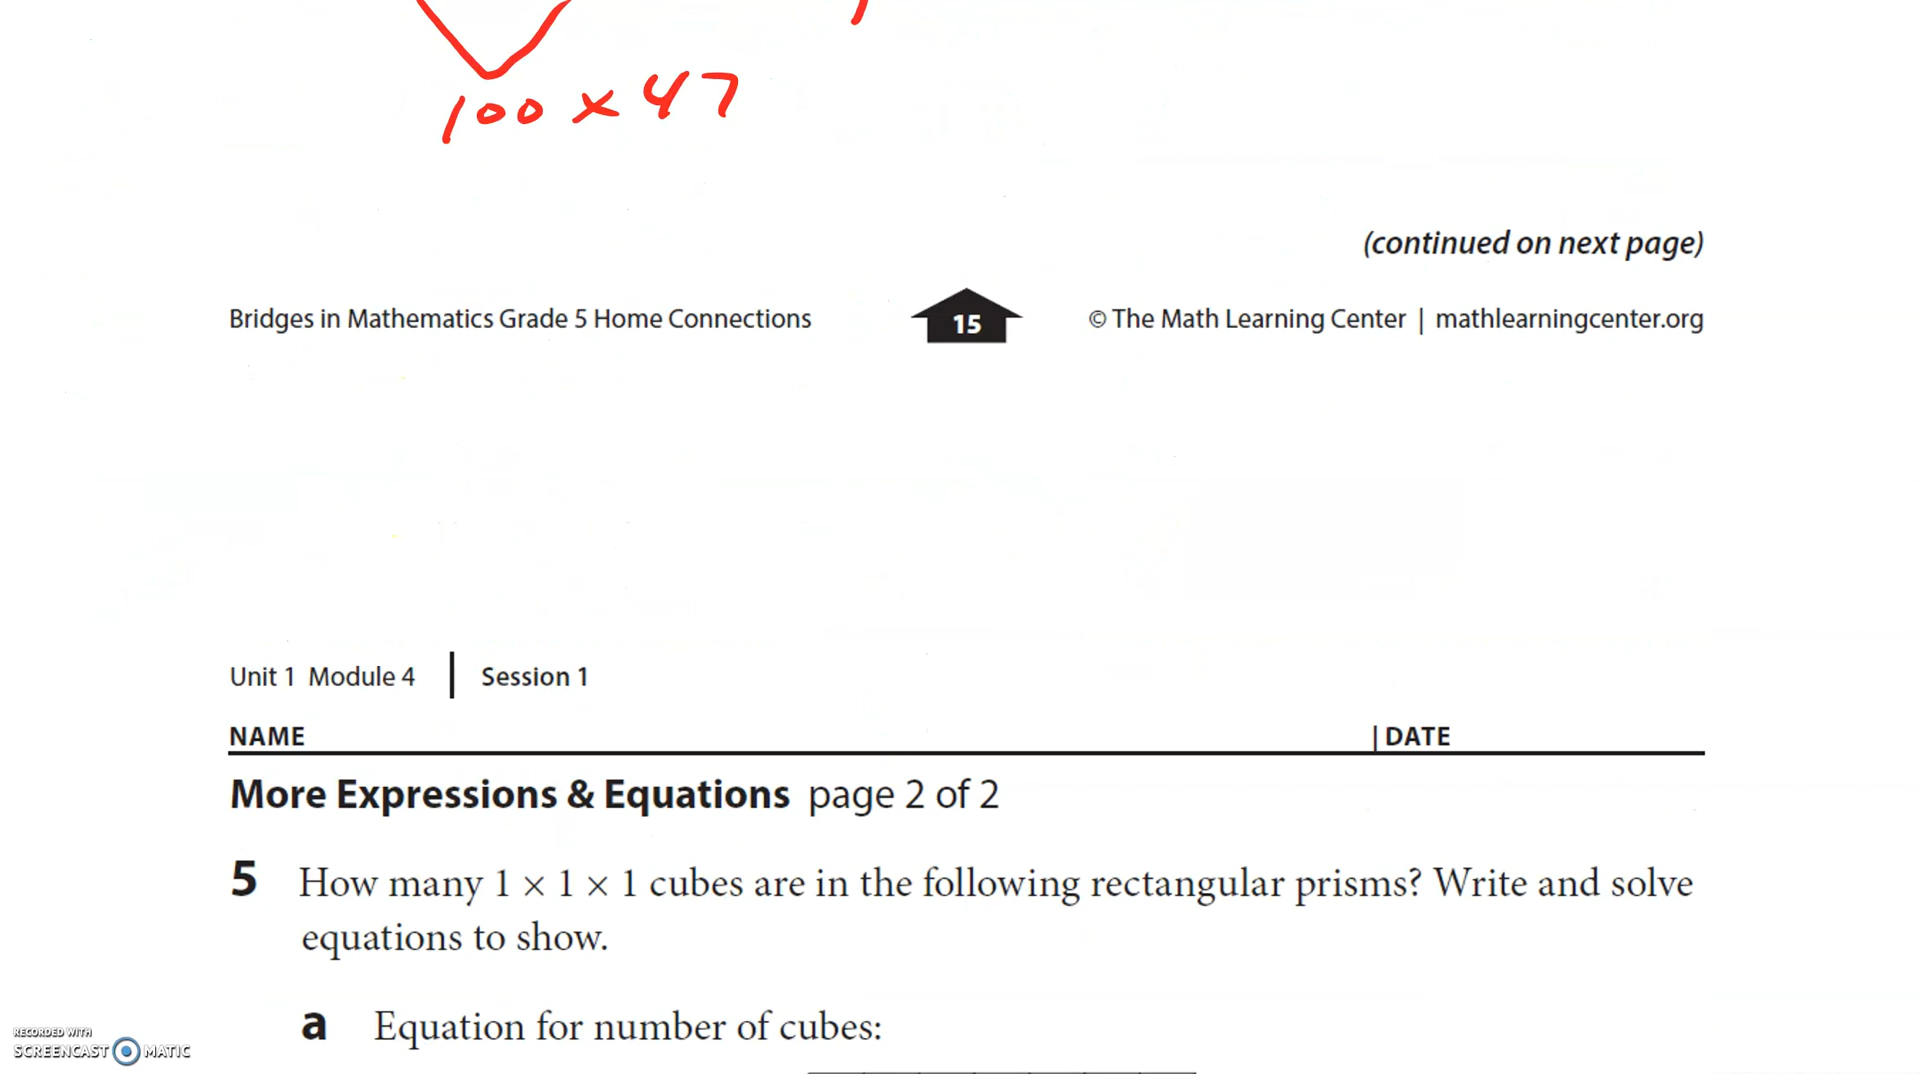 100 × 47
(continued on next page)
Bridges in Mathematics Grade 5 Home Connections 15 © The Math Learning Center | mathlearningcenter.org
Unit 1 Module 4 | Session 1
NAME | DATE
More Expressions & Equations page 2 of 2
5 How many 1 × 1 × 1 cubes are in the following rectangular prisms? Write and solve
equations to show.
a Equation for number of cubes:
RECORDED WITH
SCREENCAST MATIC